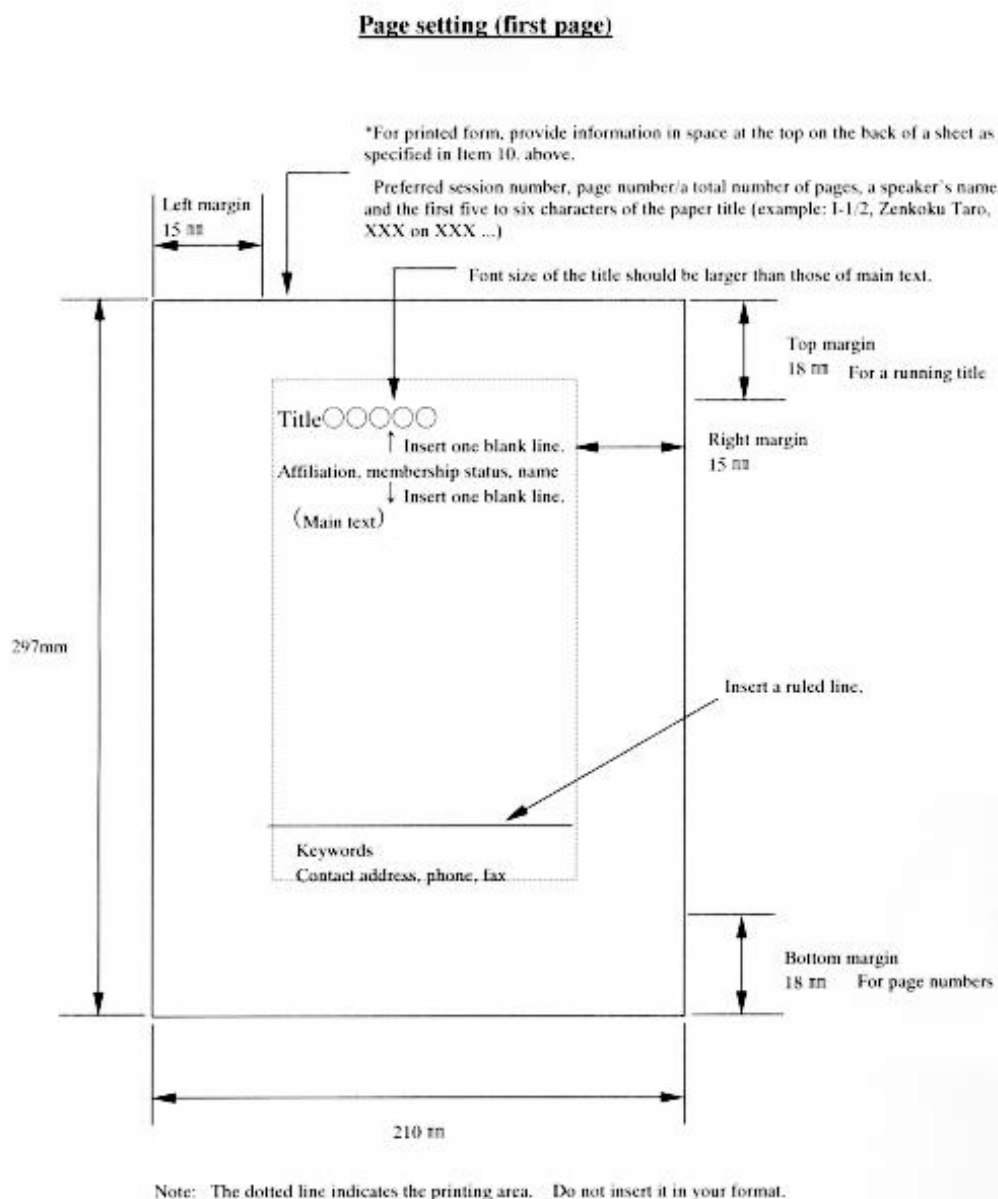 Page setting (first page)
*For printed form, provide information in space at the top on the back of a sheet as
specified in Item 10. above.
Preferred session number, page number/a total number of pages, a speaker's name
and the first five to six characters of the paper title (example: I-1/2, Zenkoku Taro,
XXX on XXX ...)
Left margin
15 ㎜
Font size of the title should be larger than those of main text.
Top margin
18 ㎜ For a running title
Title○○○○○
↑ Insert one blank line.
Right margin
15 ㎜
Affiliation, membership status, name
↓ Insert one blank line.
(Main text)
297mm
Insert a ruled line.
Keywords
Contact address, phone, fax
Bottom margin
18 ㎜ For page numbers
210 ㎜
Note: The dotted line indicates the printing area. Do not insert it in your format.